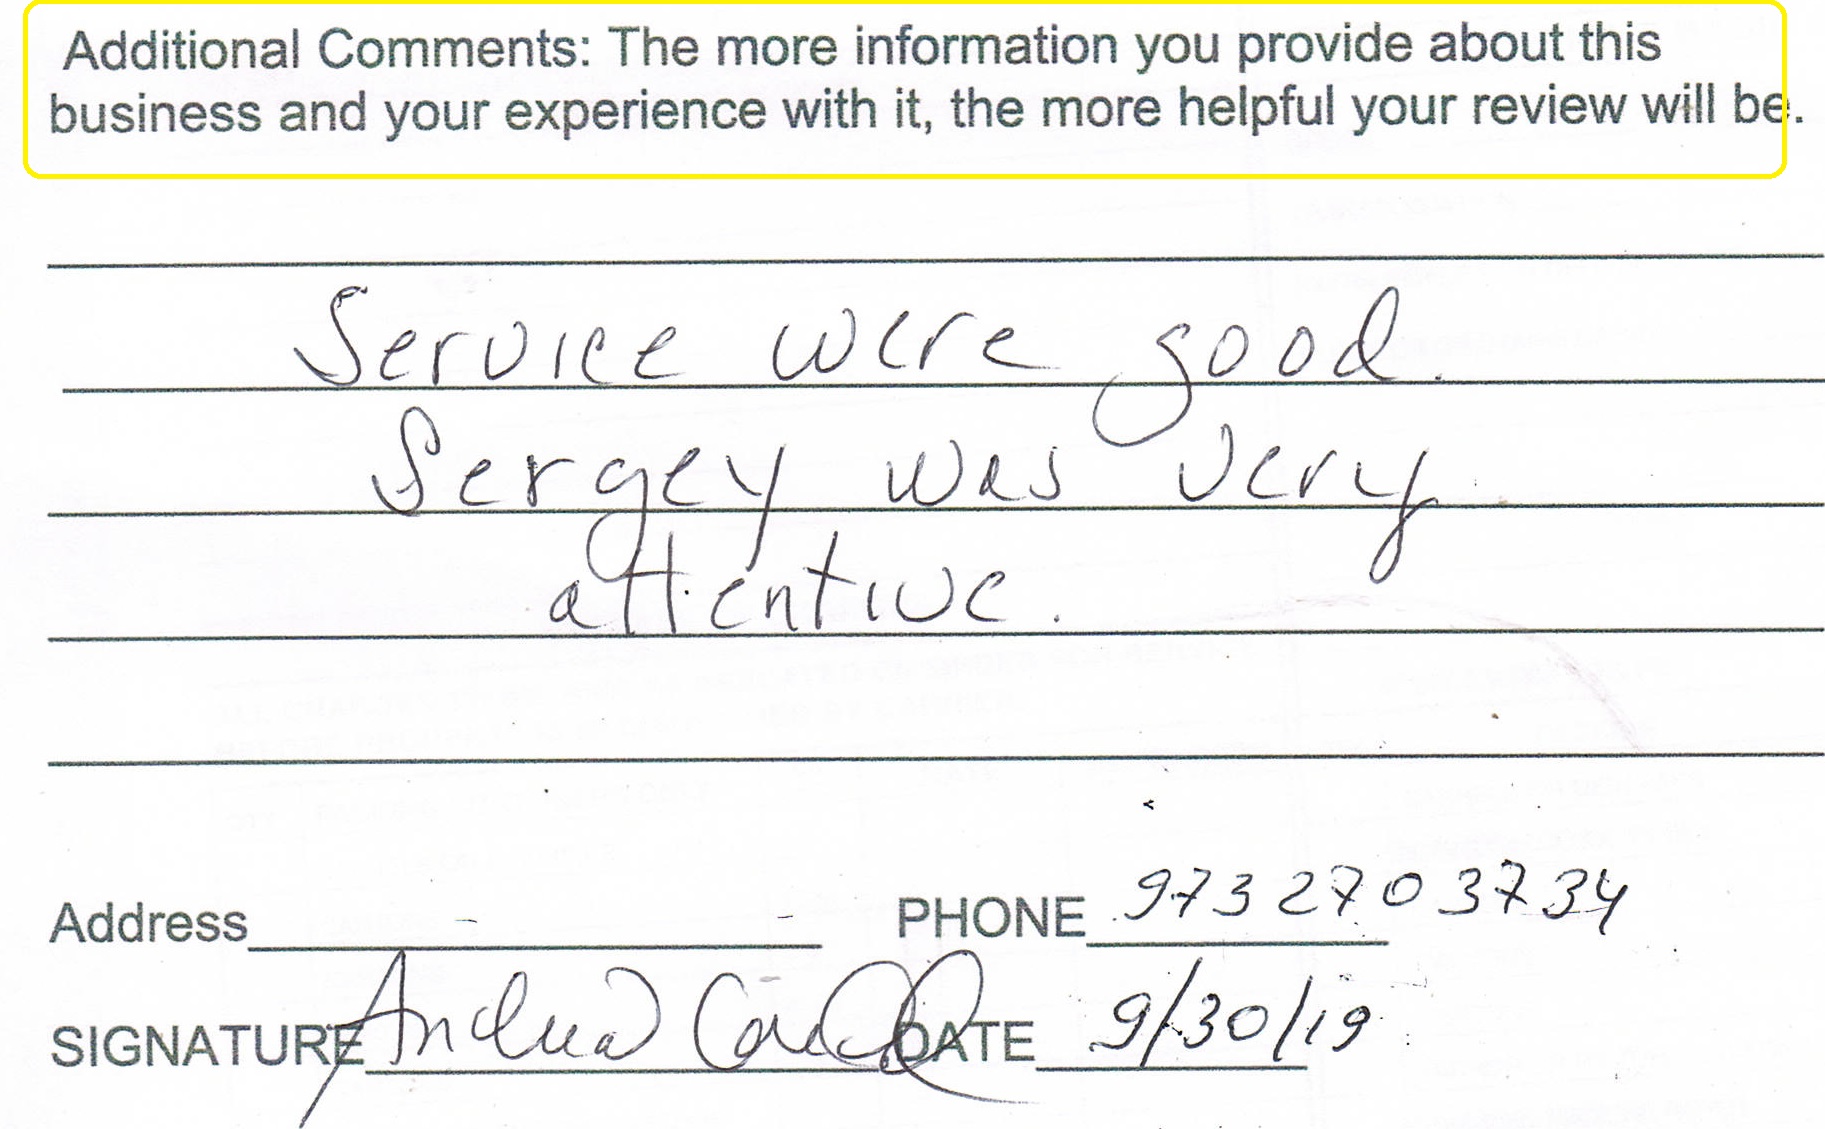 Additional Comments: The more information you provide about this
business and your experience with it, the more helpful your review will be.
Service were good.
Sergey was very
attentive.
Address PHONE 9732703734
SIGNATURE Andrea DATE 9/30/19